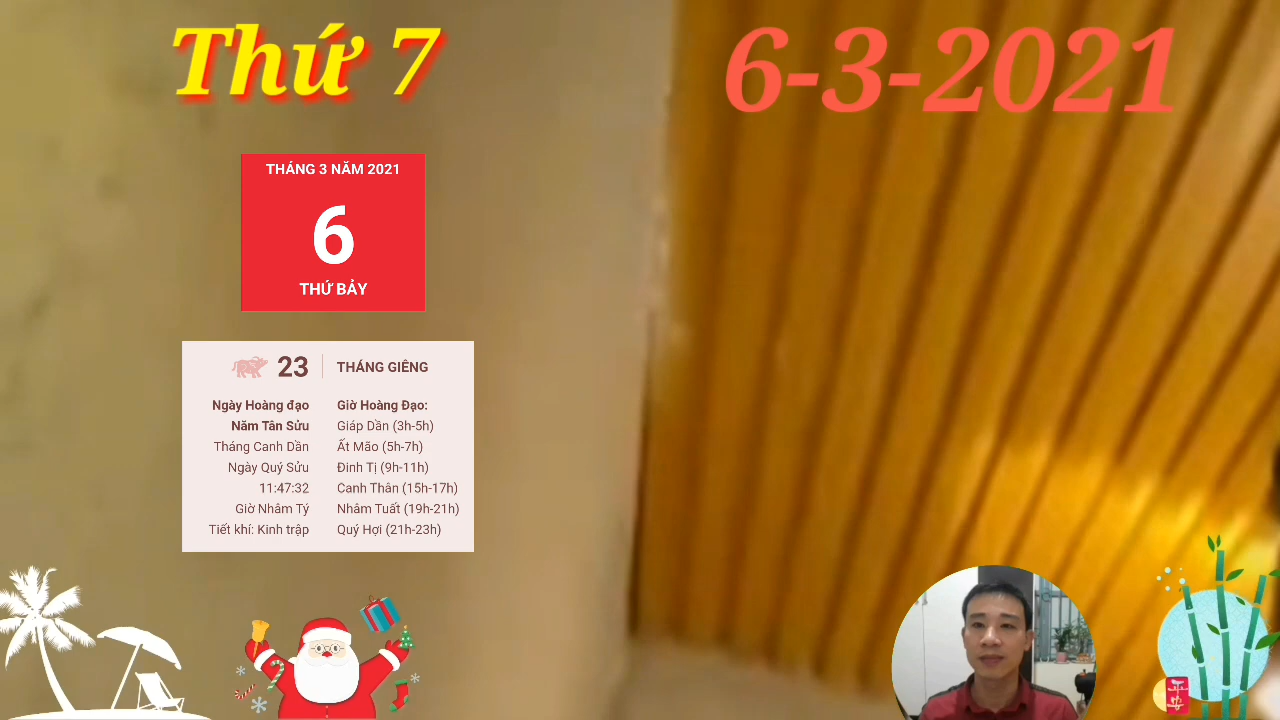 Thứ 7
6-3-2021
THÁNG 3 NĂM 2021
6
THỨ BẢY
23 THÁNG GIÊNG
Ngày Hoàng đạo
Năm Tân Sửu
Tháng Canh Dần
Ngày Quý Sửu
11:47:32
Giờ Nhâm Tý
Tiết khí: Kinh trập
Giờ Hoàng Đạo:
Giáp Dần (3h-5h)
Ất Mão (5h-7h)
Đinh Tị (9h-11h)
Canh Thân (15h-17h)
Nhâm Tuất (19h-21h)
Quý Hợi (21h-23h)
平安